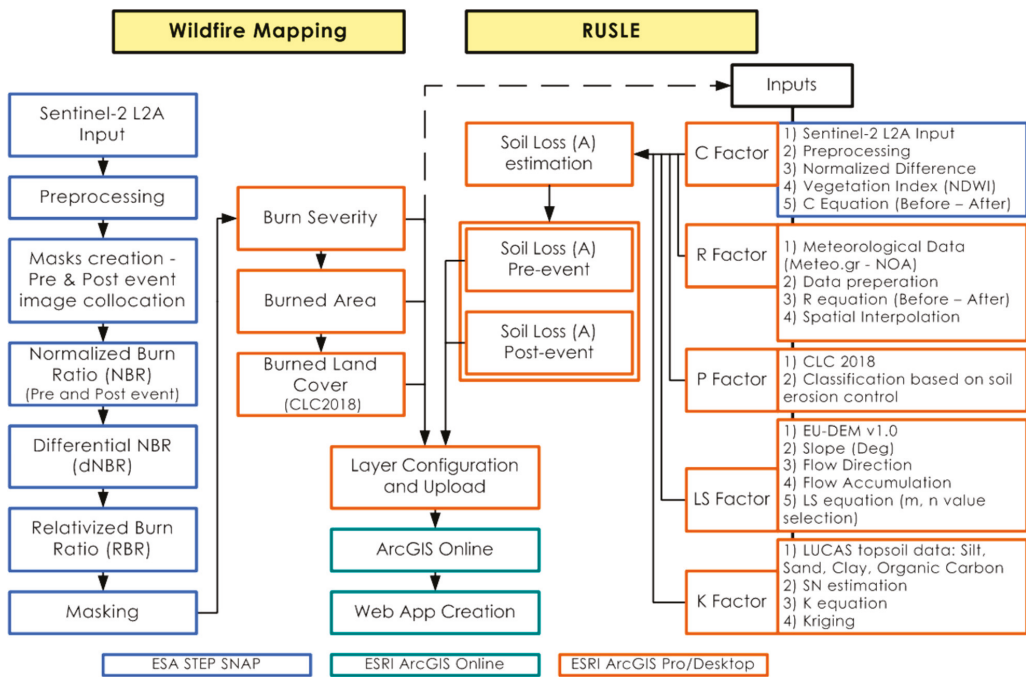 Wildfire Mapping
RUSLE
Sentinel-2 L2A
Input
Preprocessing
Masks creation -
Pre & Post event
image collocation
Normalized Burn
Ratio (NBR)
(Pre and Post event)
Differential NBR
(dNBR)
Relativized Burn
Ratio (RBR)
Masking
Burn Severity
Burned Area
Burned Land
Cover
(CLC2018)
Soil Loss (A)
estimation
Soil Loss (A)
Pre-event
Soil Loss (A)
Post-event
Layer Configuration
and Upload
ArcGIS Online
Web App Creation
Inputs
C Factor
1) Sentinel-2 L2A Input
2) Preprocessing
3) Normalized Difference
4) Vegetation Index (NDWI)
5) C Equation (Before – After)
R Factor
1) Meteorological Data
(Meteo.gr - NOA)
2) Data preperation
3) R equation (Before – After)
4) Spatial Interpolation
P Factor
1) CLC 2018
2) Classification based on soil
erosion control
LS Factor
1) EU-DEM v1.0
2) Slope (Deg)
3) Flow Direction
4) Flow Accumulation
5) LS equation (m, n value
selection)
K Factor
1) LUCAS topsoil data: Silt,
Sand, Clay, Organic Carbon
2) SN estimation
3) K equation
4) Kriging
ESA STEP SNAP
ESRI ArcGIS Online
ESRI ArcGIS Pro/Desktop